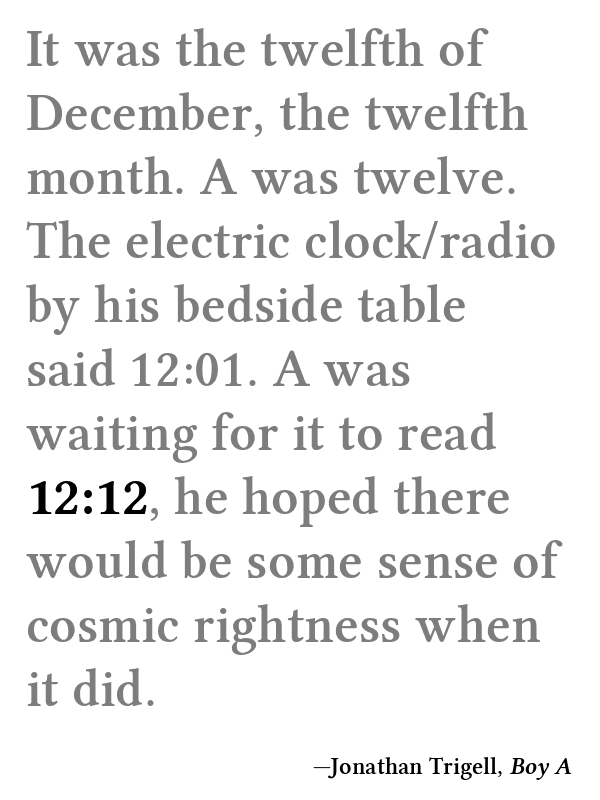 It was the twelfth of
December, the twelfth
month. A was twelve.
The electric clock/radio
by his bedside table
said 12:01. A was
waiting for it to read
12:12, he hoped there
would be some sense of
cosmic rightness when
it did.
—Jonathan Trigell, Boy A